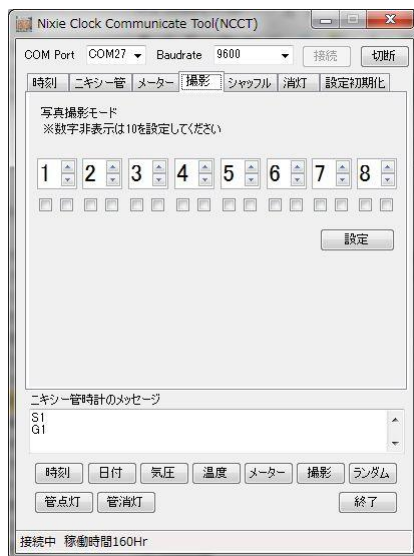 Nixie Clock Communicate Tool(NCCT)
COM Port COM27 Baudrate 9600 接続 切断
時刻 ニキシー管 メーター 撮影 シャッフル 消灯 設定初期化
写真撮影モード
※数字非表示は10を設定してください
1 2 3 4 5 6 7 8
設定
ニキシー管時計のメッセージ
S1
G1
時刻 日付 気圧 温度 メーター 撮影 ランダム
管点灯 管消灯 終了
接続中 稼働時間160Hr